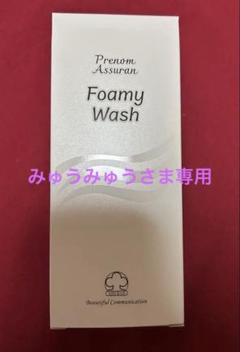 Prenom
Assuran
Foamy
Wash
みゅうみゅうさま専用
Beautiful Communication